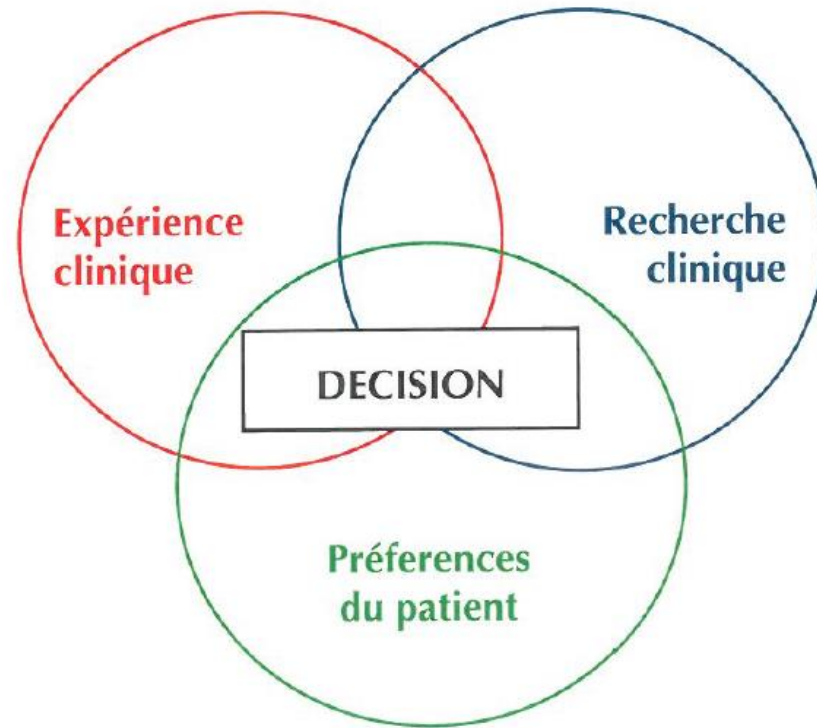 Expérience
clinique
Recherche
clinique
DECISION
Préferences
du patient